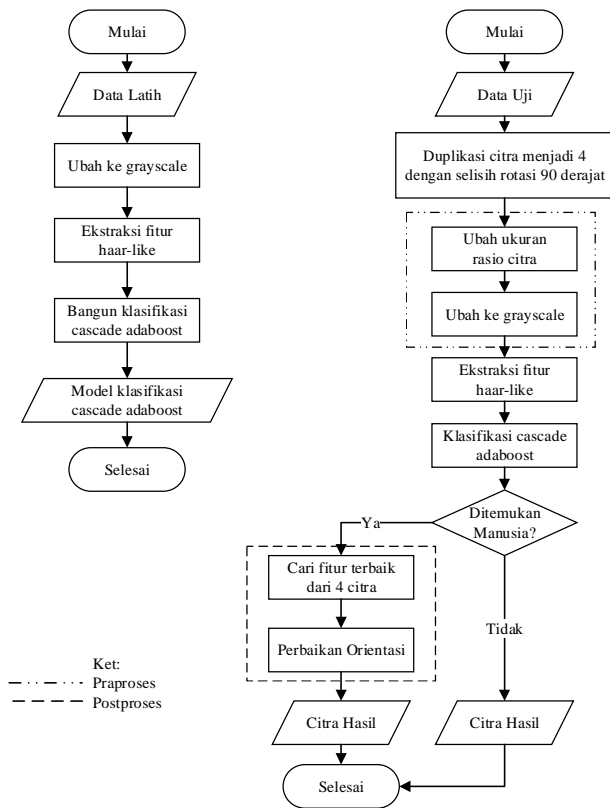 Mulai
Data Latih
Ubah ke grayscale
Ekstraksi fitur
haar-like
Bangun klasifikasi
cascade adaboost
Model klasifikasi
cascade adaboost
Selesai
Mulai
Data Uji
Duplikasi citra menjadi 4
dengan selisih rotasi 90 derajat
Ubah ukuran
rasio citra
Ubah ke grayscale
Ekstraksi fitur
haar-like
Klasifikasi cascade
adaboost
Ditemukan
Manusia?
Ya
Cari fitur terbaik
dari 4 citra
Perbaikan Orientasi
Tidak
Citra Hasil
Citra Hasil
Selesai
Ket:
Praproses
Postproses